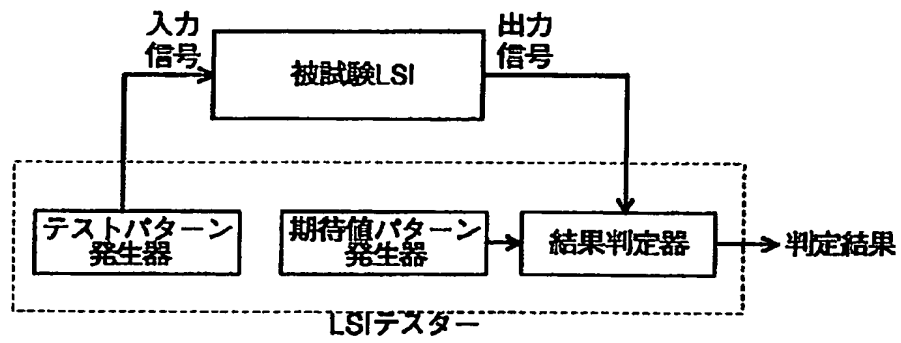 入力
信号
出力
信号
被試験LSI
テストパターン
発生器
期待値パターン
発生器
結果判定器
判定結果
LSIテスター